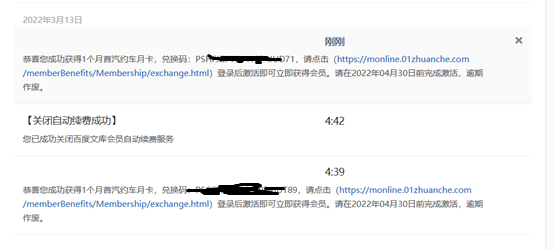 2022年3月13日
刚刚
恭喜您成功获得1个月首汽约车月卡，兑换码：
D71，请点击（https://monline.01zhuanche.com
/memberBenefits/Membership/exchange.html）登录后激活即可立即获得会员。请在2022年04月30日前完成激活，逾期
作废。
【关闭自动续费成功】 4:42
您已成功关闭百度文库会员自动续费服务
4:39
恭喜您成功获得1个月首汽约车月卡，兑换码：
189，请点击（https://monline.01zhuanche.com
/memberBenefits/Membership/exchange.html）登录后激活即可立即获得会员。请在2022年04月30日前完成激活，逾期
作废。